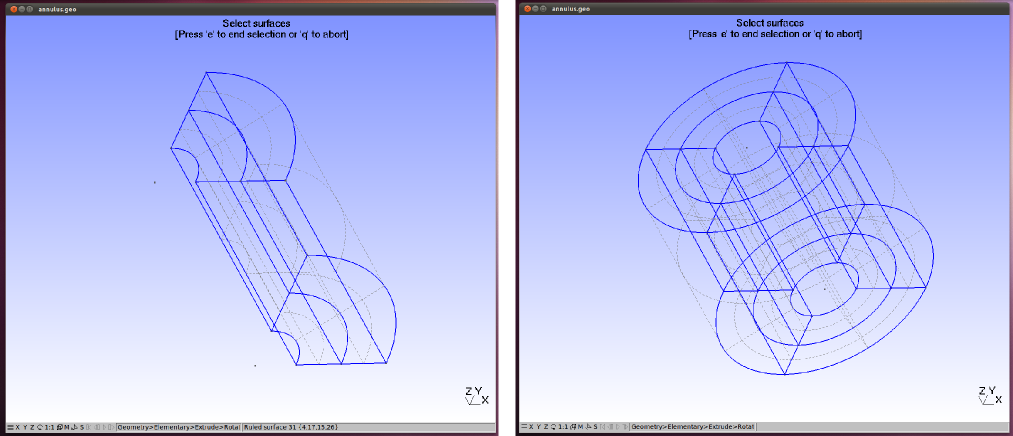 annulus.geo
Select surfaces
[Press 'e' to end selection or 'q' to abort]
Z Y
X
X Y Z 1:1 M S Geometry>Elementary>Extrude>Rotat Ruled surface 31 {4,17,15,26}
annulus.geo
Select surfaces
[Press 'e' to end selection or 'q' to abort]
Z Y
X
X Y Z 1:1 M S Geometry>Elementary>Extrude>Rotat